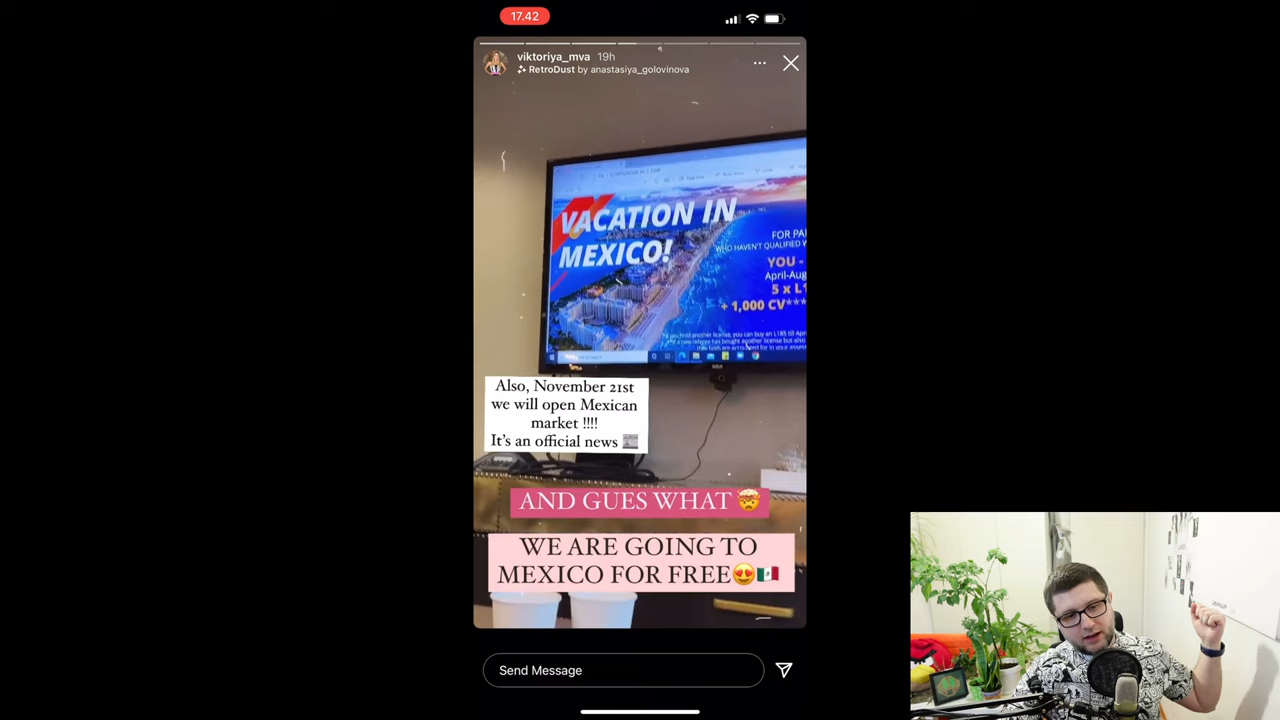 17.42
viktoriya_mva 19h
RetroDust by anastasiya_golovinova
VACATION IN
MEXICO!
FOR PA
WHO HAVEN'T QUALIFIED W
YOU -
April-Aug
5 x L1
+ 1,000 CV***
Also, November 21st
we will open Mexican
market !!!!
It's an official news
AND GUES WHAT 🤯
WE ARE GOING TO
MEXICO FOR FREE😍🇲🇽
Send Message